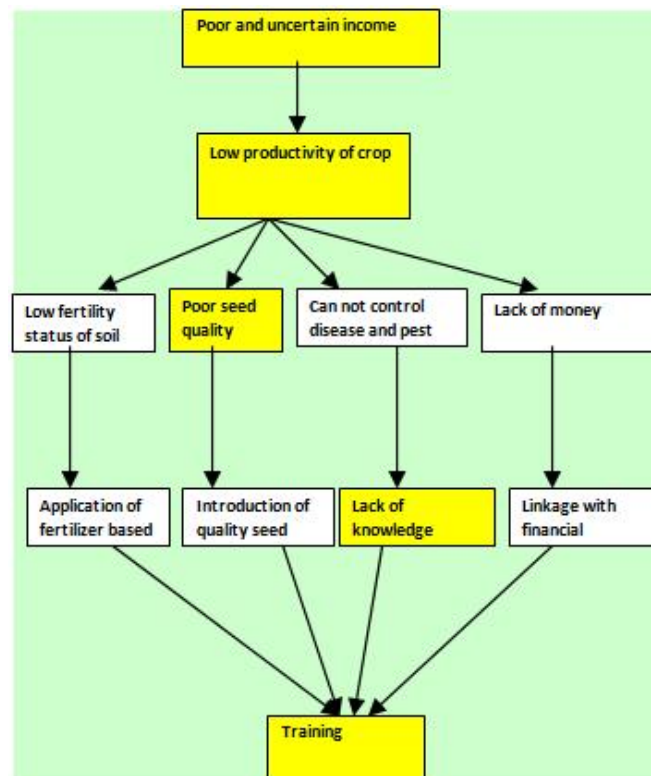 Poor and uncertain income
Low productivity of crop
Low fertility
status of soil
Poor seed
quality
Can not control
disease and pest
Lack of money
Application of
fertilizer based
Introduction of
quality seed
Lack of
knowledge
Linkage with
financial
Training